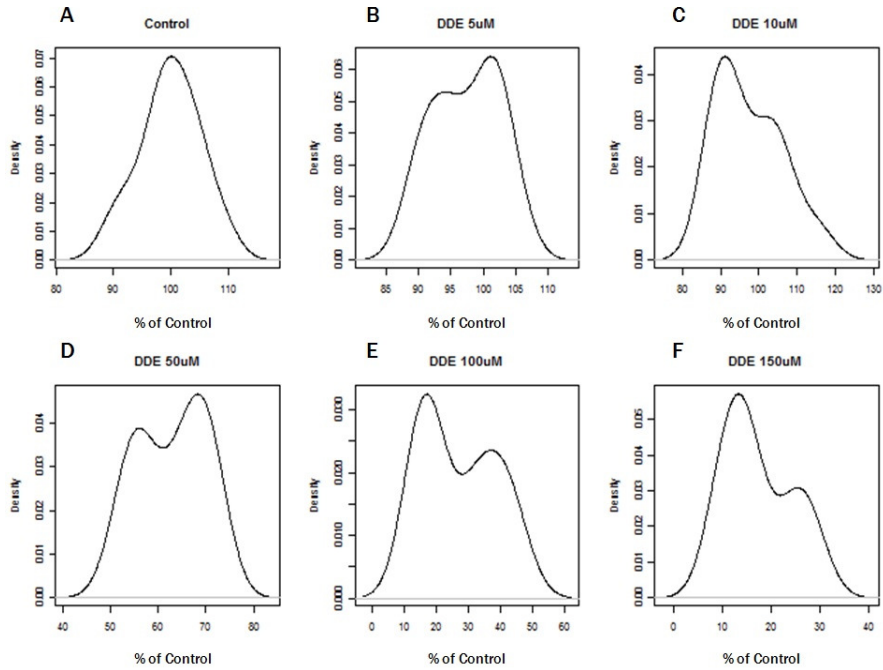 A
Control
Density
0.00 0.01 0.02 0.03 0.04 0.05 0.06 0.07
80 90 100 110
% of Control
B
DDE 5uM
Density
0.00 0.01 0.02 0.03 0.04 0.05 0.06
85 90 95 100 105 110
% of Control
C
DDE 10uM
Density
0.00 0.01 0.02 0.03 0.04
80 90 100 110 120 130
% of Control
D
DDE 50uM
Density
0.00 0.01 0.02 0.03 0.04
40 50 60 70 80
% of Control
E
DDE 100uM
Density
0.000 0.010 0.020 0.030
0 10 20 30 40 50 60
% of Control
F
DDE 150uM
Density
0.00 0.01 0.02 0.03 0.04 0.05
0 10 20 30 40
% of Control